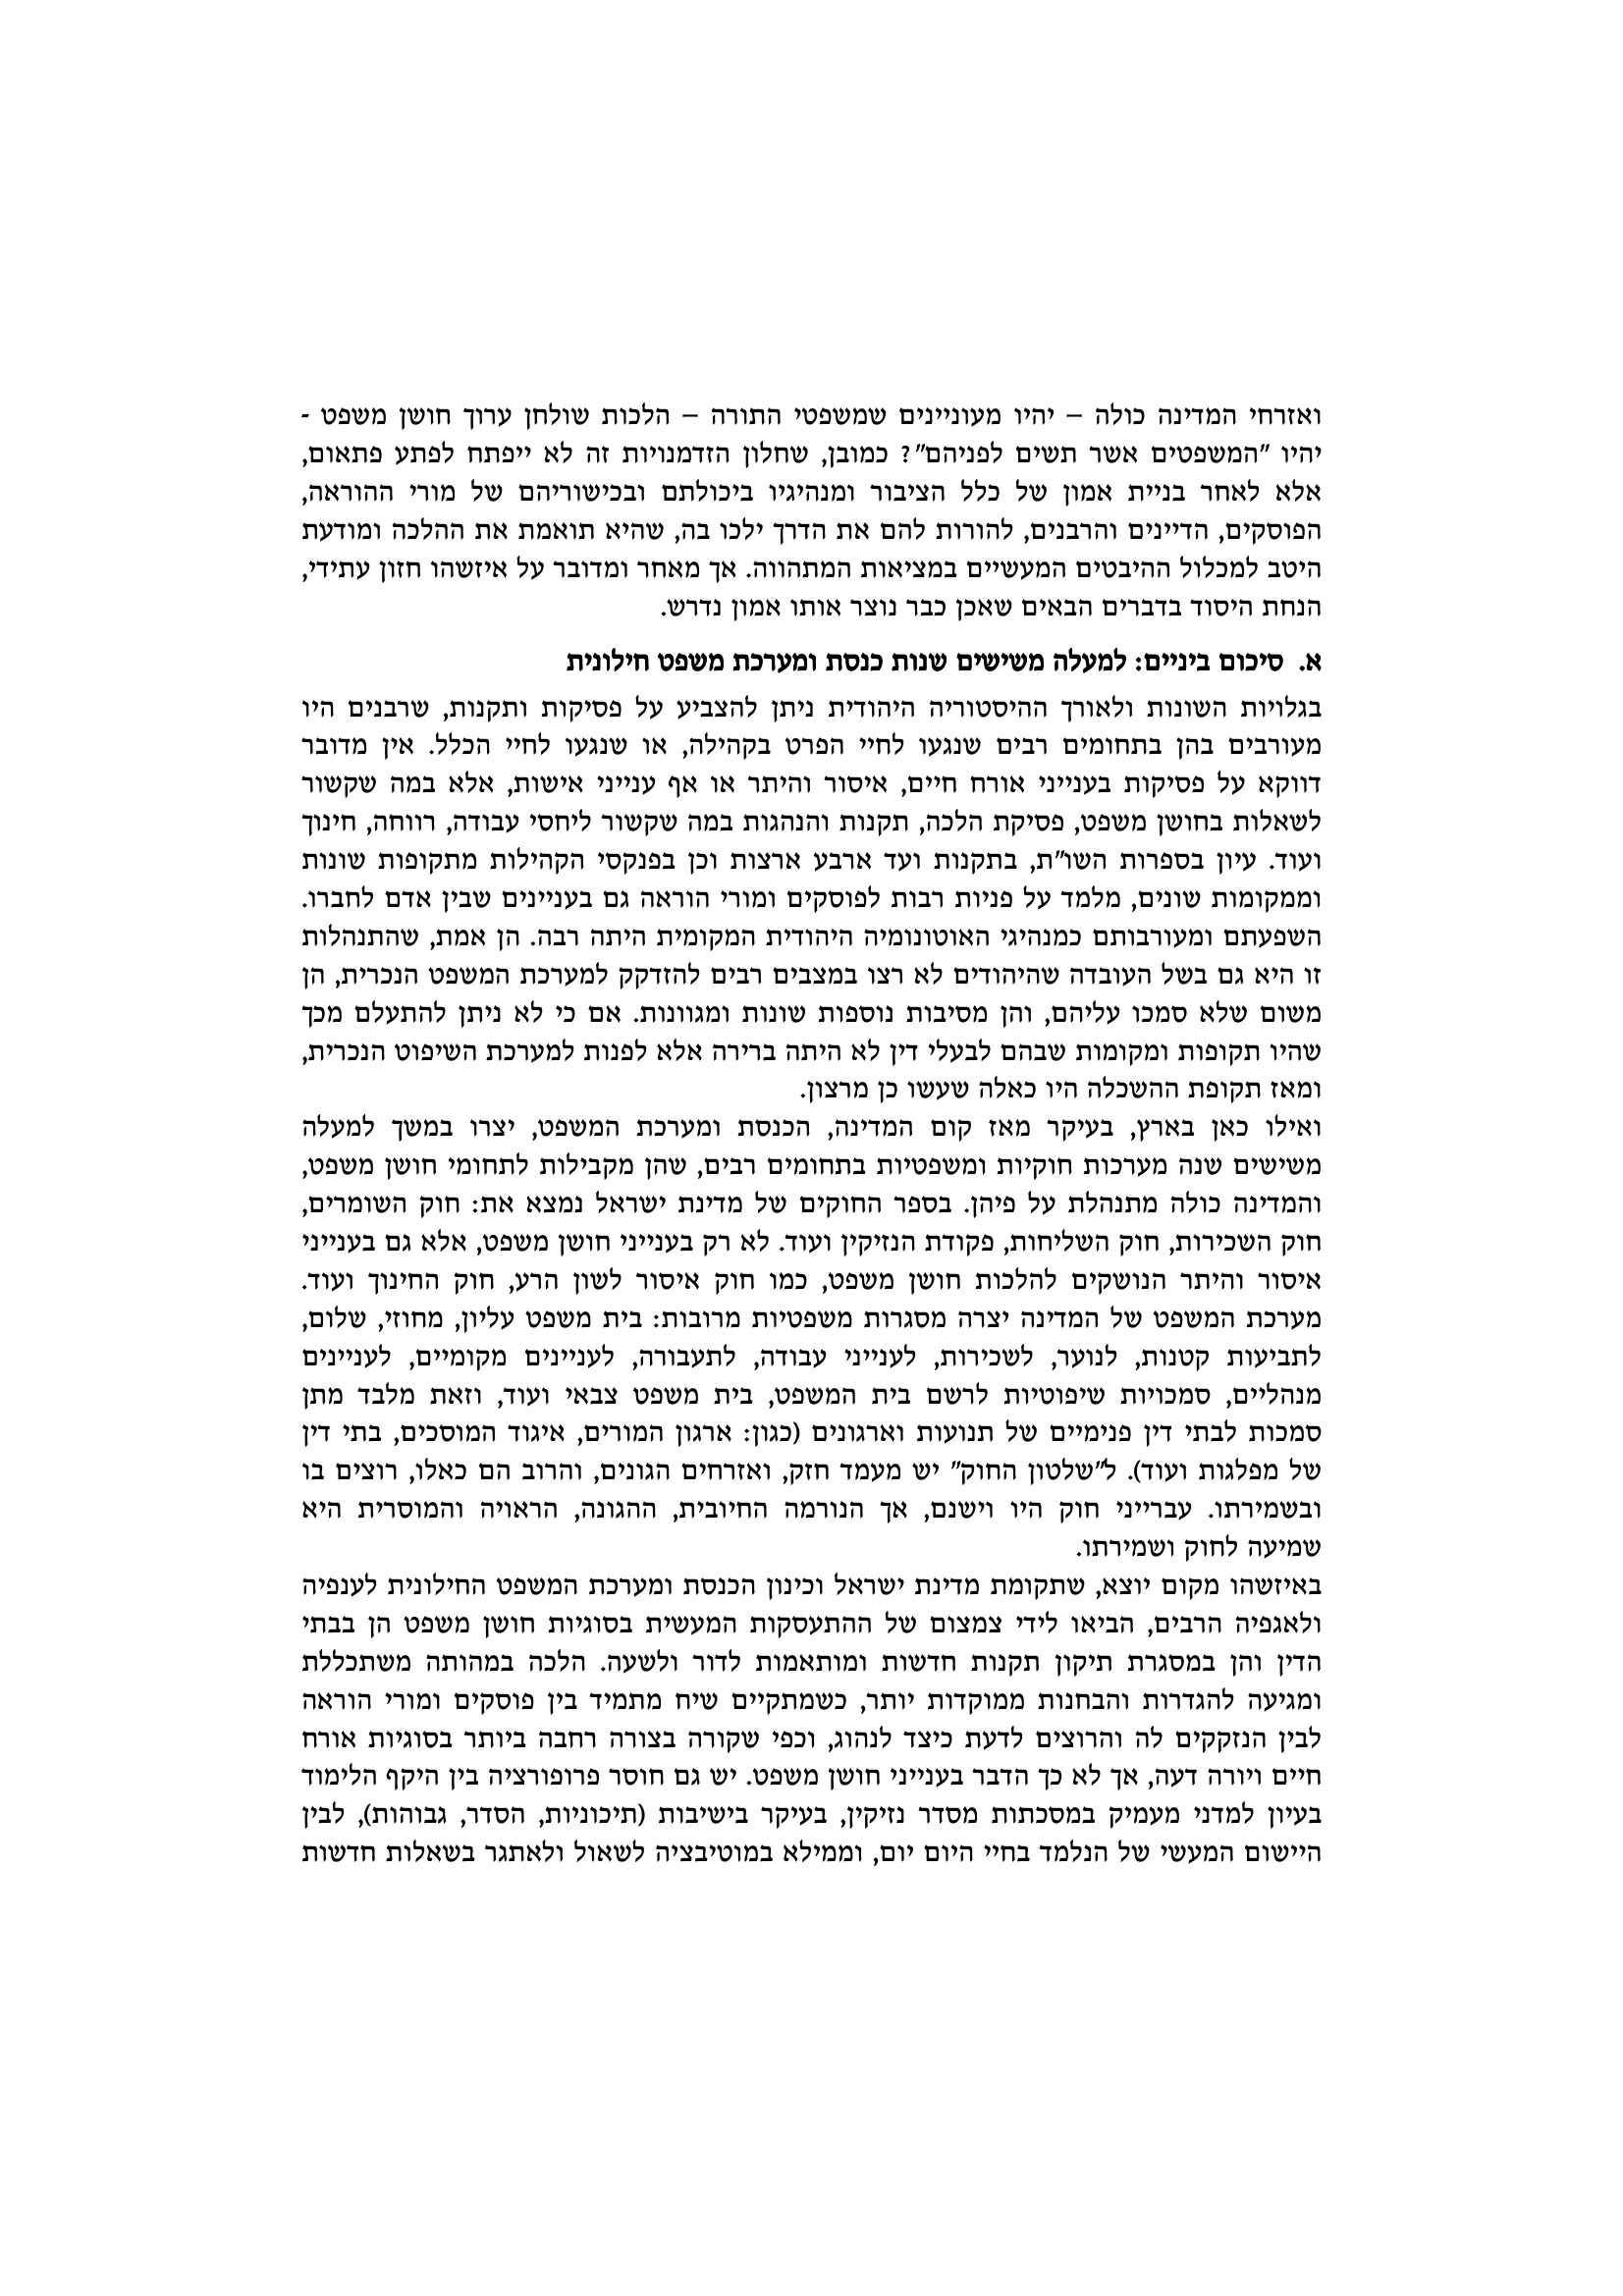 ואזרחי המדינה כולה – יהיו מעוניינים שמשפטי התורה – הלכות שולחן ערוך חושן משפט -
יהיו "המשפטים אשר תשים לפניהם"? כמובן, שחלון הזדמנויות זה לא ייפתח לפתע פתאום,
אלא לאחר בניית אמון של כלל הציבור ומנהיגיו ביכולתם ובכישוריהם של מורי ההוראה,
הפוסקים, הדיינים והרבנים, להורות להם את הדרך ילכו בה, שהיא תואמת את ההלכה ומודעת
היטב למכלול ההיבטים המעשיים במציאות המתהווה. אך מאחר ומדובר על איזשהו חזון עתידי,
הנחת היסוד בדברים הבאים שאכן כבר נוצר אותו אמון נדרש.
א. סיכום ביניים: למעלה משישים שנות כנסת ומערכת משפט חילונית
בגלויות השונות ולאורך ההיסטוריה היהודית ניתן להצביע על פסיקות ותקנות, שרבנים היו
מעורבים בהן בתחומים רבים שנגעו לחיי הפרט בקהילה, או שנגעו לחיי הכלל. אין מדובר
דווקא על פסיקות בענייני אורח חיים, איסור והיתר או אף ענייני אישות, אלא במה שקשור
לשאלות בחושן משפט, פסיקת הלכה, תקנות והנהגות במה שקשור ליחסי עבודה, רווחה, חינוך
ועוד. עיון בספרות השו"ת, בתקנות ועד ארבע ארצות וכן בפנקסי הקהילות מתקופות שונות
וממקומות שונים, מלמד על פניות רבות לפוסקים ומורי הוראה גם בעניינים שבין אדם לחברו.
השפעתם ומעורבותם כמנהיגי האוטונומיה היהודית המקומית היתה רבה. הן אמת, שהתנהלות
זו היא גם בשל העובדה שהיהודים לא רצו במצבים רבים להזדקק למערכת המשפט הנכרית, הן
משום שלא סמכו עליהם, והן מסיבות נוספות שונות ומגוונות. אם כי לא ניתן להתעלם מכך
שהיו תקופות ומקומות שבהם לבעלי דין לא היתה ברירה אלא לפנות למערכת השיפוט הנכרית,
ומאז תקופת ההשכלה היו כאלה שעשו כן מרצון.
ואילו כאן בארץ, בעיקר מאז קום המדינה, הכנסת ומערכת המשפט, יצרו במשך למעלה
משישים שנה מערכות חוקיות ומשפטיות בתחומים רבים, שהן מקבילות לתחומי חושן משפט,
והמדינה כולה מתנהלת על פיהן. בספר החוקים של מדינת ישראל נמצא את: חוק השומרים,
חוק השכירות, חוק השליחות, פקודת הנזיקין ועוד. לא רק בענייני חושן משפט, אלא גם בענייני
איסור והיתר הנושקים להלכות חושן משפט, כמו חוק איסור לשון הרע, חוק החינוך ועוד.
מערכת המשפט של המדינה יצרה מסגרות משפטיות מרובות: בית משפט עליון, מחוזי, שלום,
לתביעות קטנות, לנוער, לשכירות, לענייני עבודה, לתעבורה, לעניינים מקומיים, לעניינים
מנהליים, סמכויות שיפוטיות לרשם בית המשפט, בית משפט צבאי ועוד, וזאת מלבד מתן
סמכות לבתי דין פנימיים של תנועות וארגונים (כגון: ארגון המורים, איגוד המוסכים, בתי דין
של מפלגות ועוד). ל"שלטון החוק" יש מעמד חזק, ואזרחים הגונים, והרוב הם כאלו, רוצים בו
ובשמירתו. עברייני חוק היו וישנם, אך הנורמה החיובית, ההגונה, הראויה והמוסרית היא
שמיעה לחוק ושמירתו.
באיזשהו מקום יוצא, שתקומת מדינת ישראל וכינון הכנסת ומערכת המשפט החילונית לענפיה
ולאגפיה הרבים, הביאו לידי צמצום של ההתעסקות המעשית בסוגיות חושן משפט הן בבתי
הדין והן במסגרת תיקון תקנות חדשות ומותאמות לדור ולשעה. הלכה במהותה משתכללת
ומגיעה להגדרות והבחנות ממוקדות יותר, כשמתקיים שיח מתמיד בין פוסקים ומורי הוראה
לבין הנזקקים לה והרוצים לדעת כיצד לנהוג, וכפי שקורה בצורה רחבה ביותר בסוגיות אורח
חיים ויורה דעה, אך לא כך הדבר בענייני חושן משפט. יש גם חוסר פרופורציה בין היקף הלימוד
בעיון למדני מעמיק במסכתות מסדר נזיקין, בעיקר בישיבות (תיכוניות, הסדר, גבוהות), לבין
היישום המעשי של הנלמד בחיי היום יום, וממילא במוטיבציה לשאול ולאתגר בשאלות חדשות